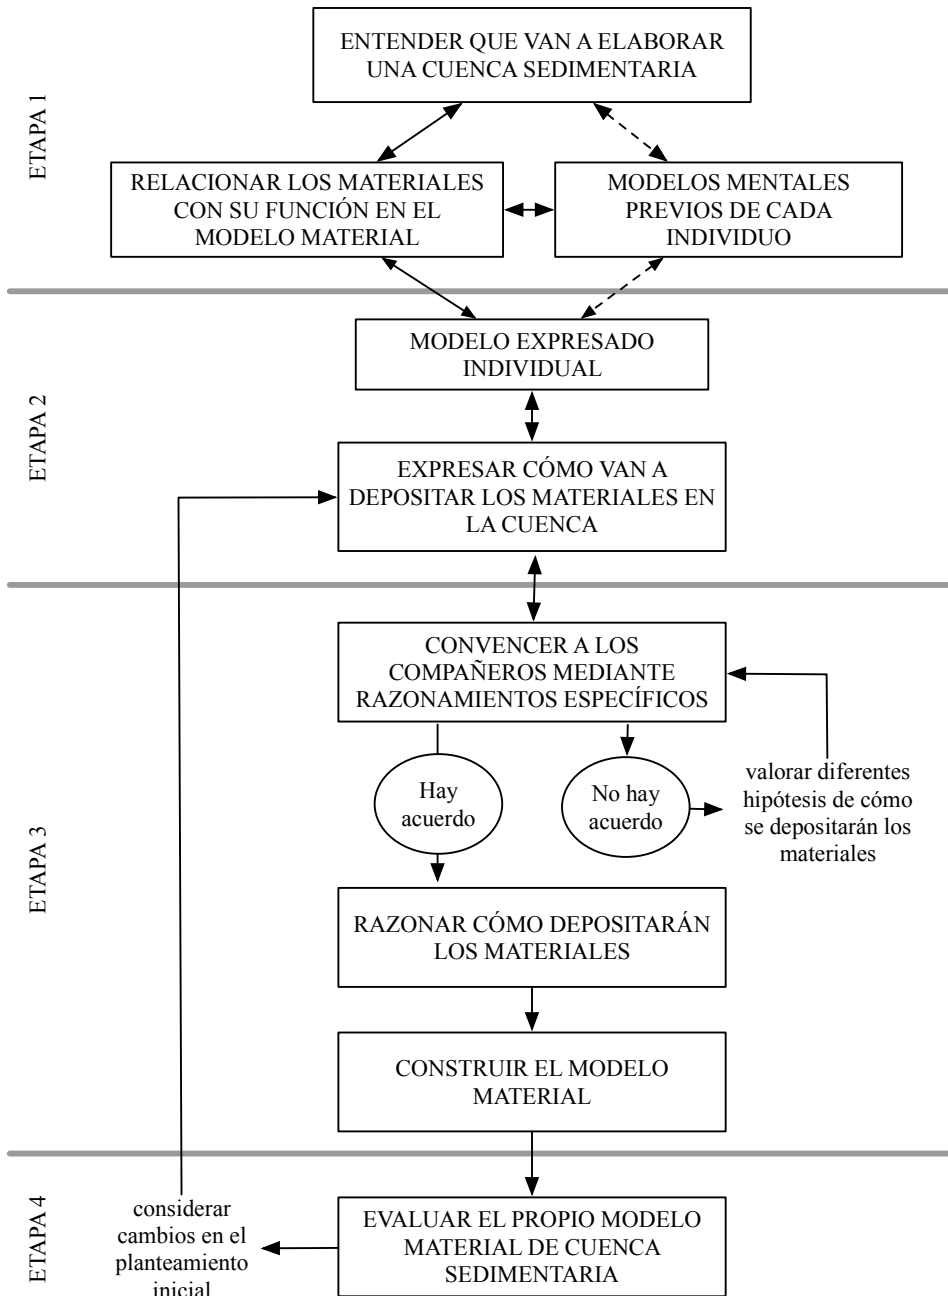 ETAPA 1
ENTENDER QUE VAN A ELABORAR
UNA CUENCA SEDIMENTARIA
RELACIONAR LOS MATERIALES
CON SU FUNCIÓN EN EL
MODELO MATERIAL
MODELOS MENTALES
PREVIOS DE CADA
INDIVIDUO
ETAPA 2
MODELO EXPRESADO
INDIVIDUAL
EXPRESAR CÓMO VAN A
DEPOSITAR LOS MATERIALES EN
LA CUENCA
ETAPA 3
CONVENCER A LOS
COMPAÑEROS MEDIANTE
RAZONAMIENTOS ESPECÍFICOS
Hay
acuerdo
No hay
acuerdo
valorar diferentes
hipótesis de cómo
se depositarán los
materiales
RAZONAR CÓMO DEPOSITARÁN
LOS MATERIALES
CONSTRUIR EL MODELO
MATERIAL
ETAPA 4
EVALUAR EL PROPIO MODELO
MATERIAL DE CUENCA
SEDIMENTARIA
considerar
cambios en el
planteamiento
inicial